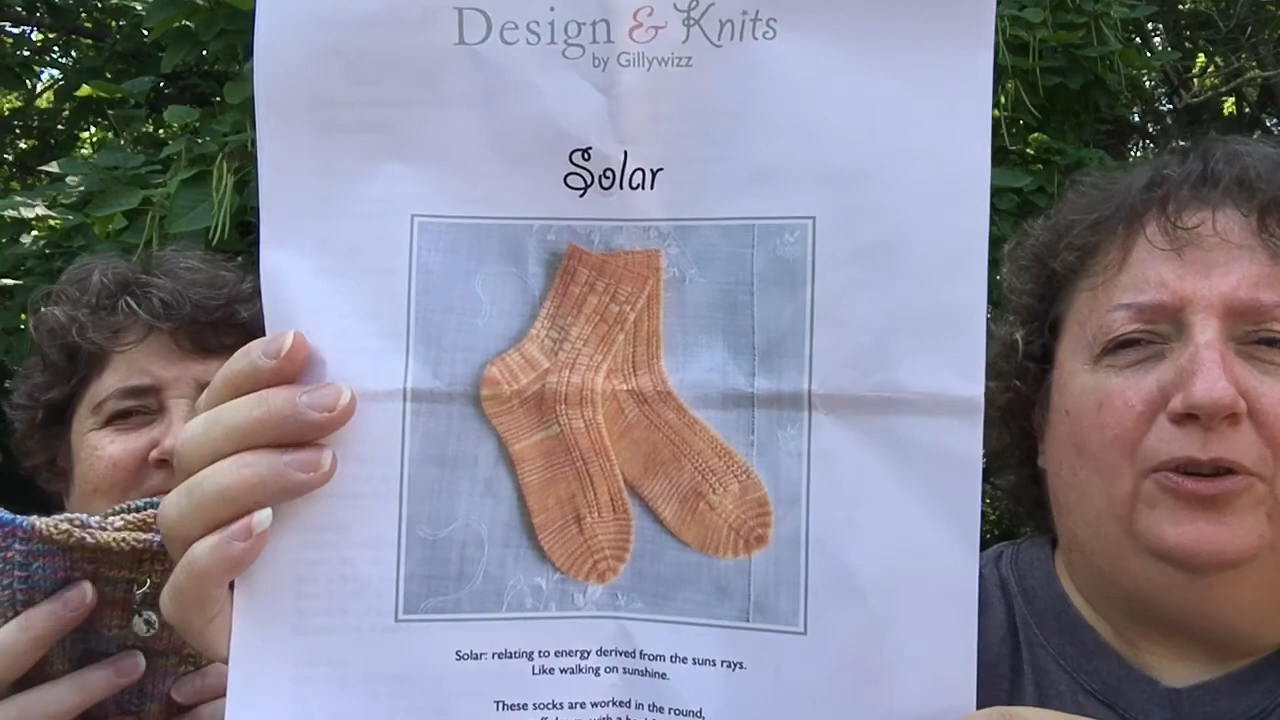 Design & Knits
by Gillywizz
Solar
Solar: relating to energy derived from the suns rays.
Like walking on sunshine.
These socks are worked in the round,